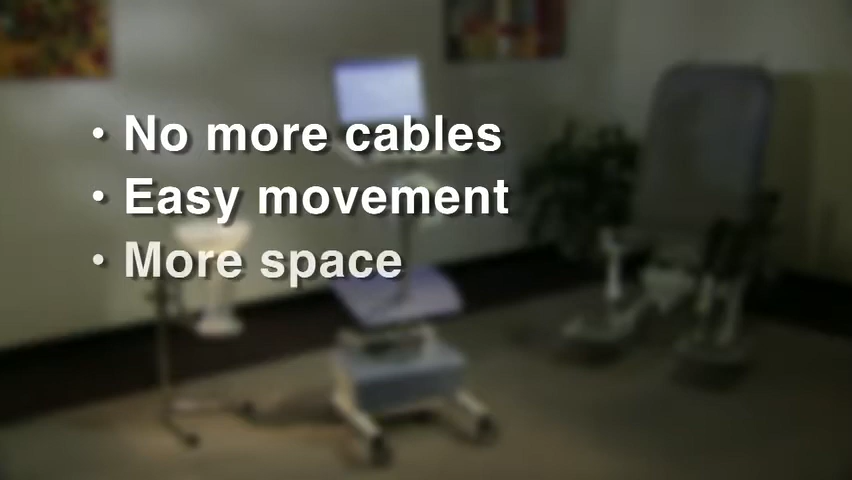 • No more cables
• Easy movement
• More space